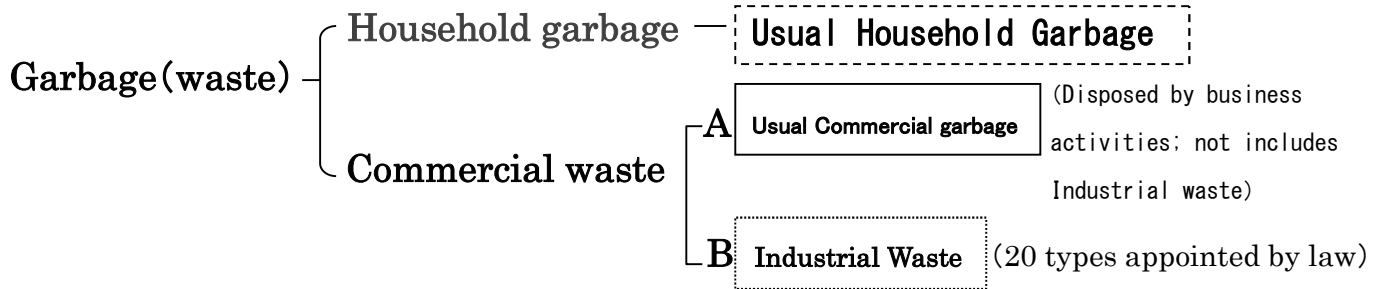 Household garbage
Usual Household Garbage
Garbage(waste)
A
Usual Commercial garbage
(Disposed by business
activities; not includes
Industrial waste)
Commercial waste
B
Industrial Waste
(20 types appointed by law)